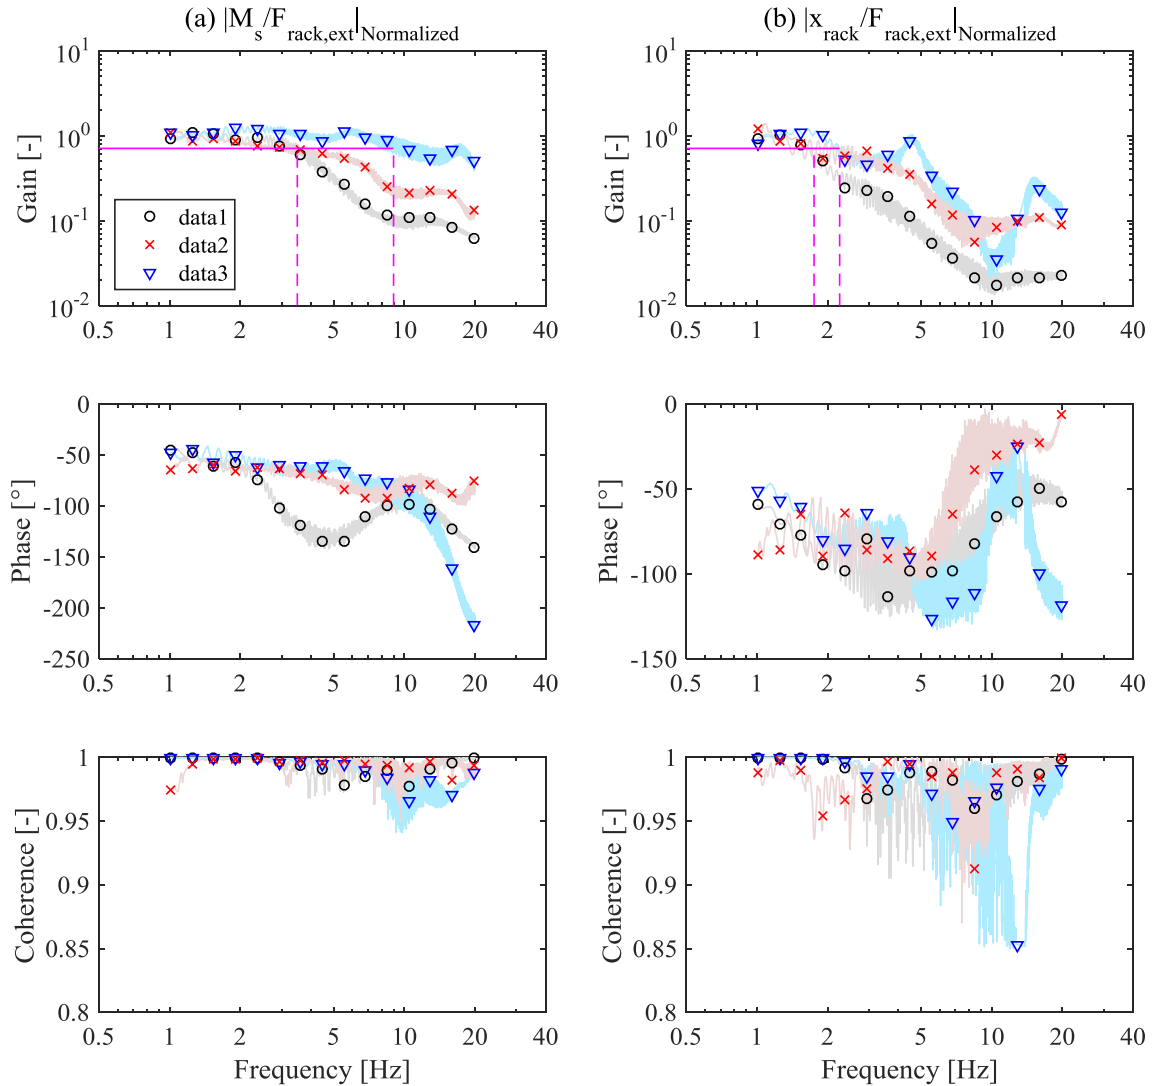 (a) |M_s/F_rack,ext|_Normalized
(b) |x_rack/F_rack,ext|_Normalized
Gain [-]
10^1
10^0
10^-1
10^-2
data1
data2
data3
0.5 1 2 5 10 20 40
Gain [-]
10^1
10^0
10^-1
10^-2
0.5 1 2 5 10 20 40
Phase [°]
0
-50
-100
-150
-200
-250
0.5 1 2 5 10 20 40
Phase [°]
0
-50
-100
-150
0.5 1 2 5 10 20 40
Coherence [-]
1
0.95
0.9
0.85
0.8
0.5 1 2 5 10 20 40
Frequency [Hz]
Coherence [-]
1
0.95
0.9
0.85
0.8
0.5 1 2 5 10 20 40
Frequency [Hz]